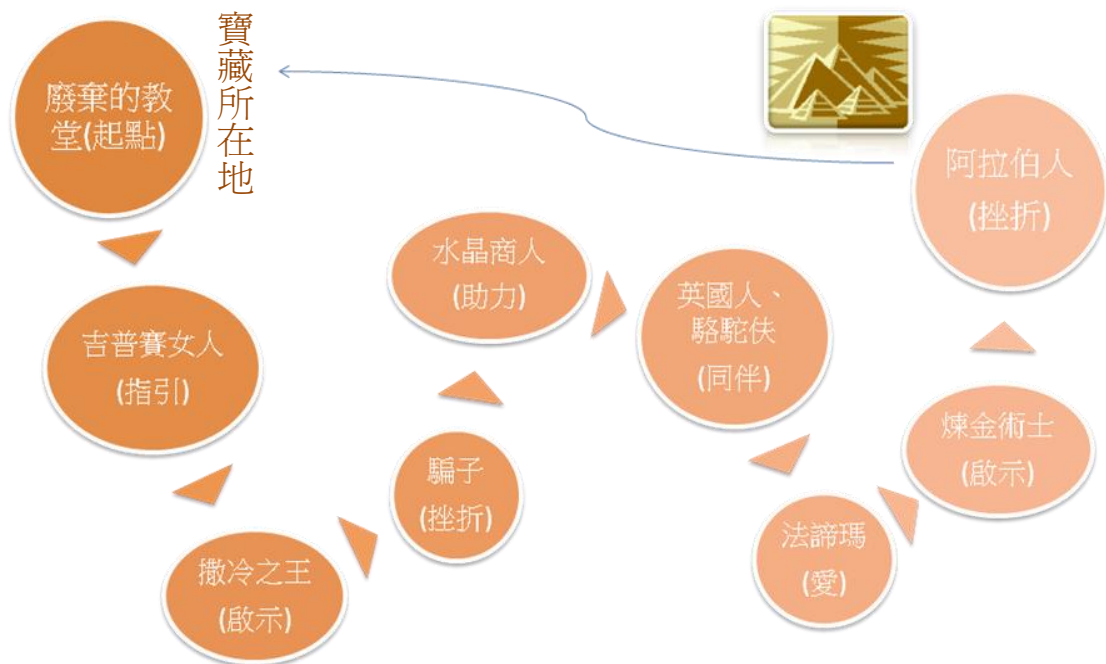 廢棄的教
堂(起點)
寶藏所在地
吉普賽女人
(指引)
撒冷之王
(啟示)
騙子
(挫折)
水晶商人
(助力)
英國人、
駱駝伕
(同伴)
法諦瑪
(愛)
煉金術士
(啟示)
阿拉伯人
(挫折)